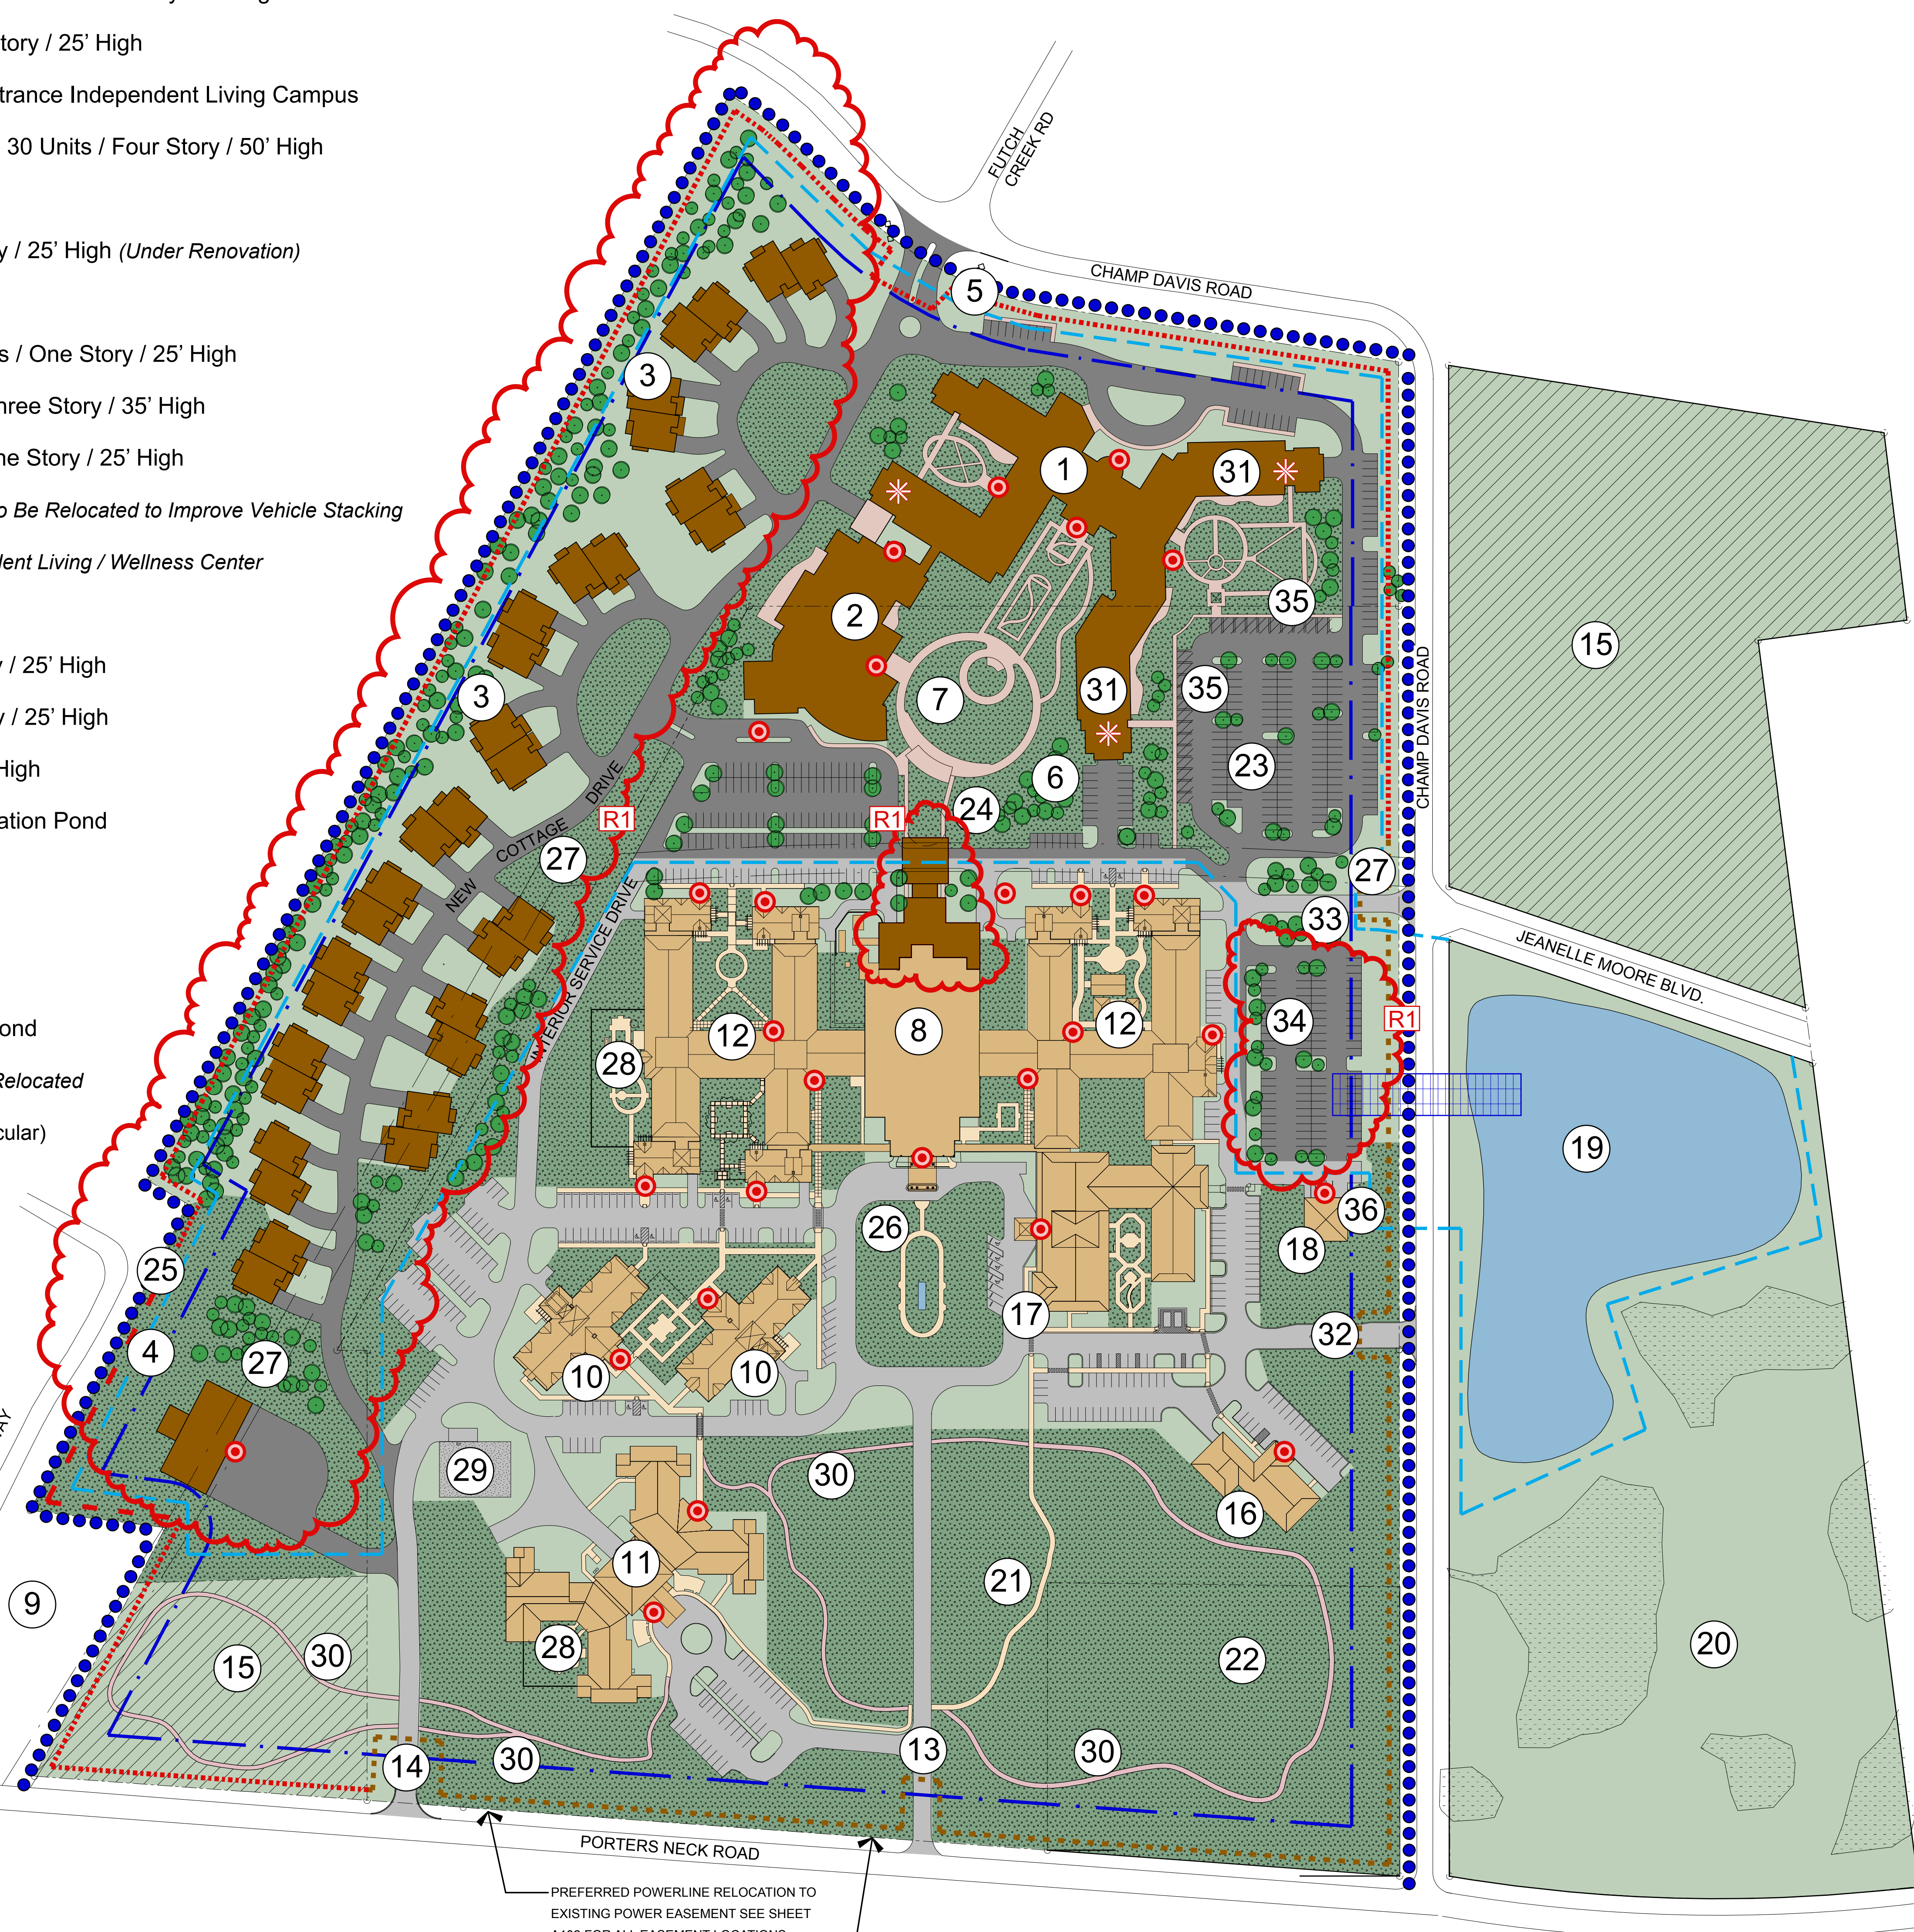 tory / 25' High
trance Independent Living Campus
30 Units / Four Story / 50' High
/ 25' High (Under Renovation)
s / One Story / 25' High
hree Story / 35' High
ne Story / 25' High
o Be Relocated to Improve Vehicle Stacking
lent Living / Wellness Center
/ 25' High
/ 25' High
High
ation Pond
ond
Relocated
cular)
FUTCH
CREEK RD
CHAMP DAVIS ROAD
5
3
1
31
35
2
15
3
7
31
35
23
6
24
CHAMP DAVIS ROAD
R1
R1
NEW COTTAGE DRIVE
27
27
33
JEANELLE MOORE BLVD.
INTERIOR SERVICE DRIVE
34
R1
12
8
12
28
19
36
26
18
25
17
32
4
27
10
10
29
30
16
11
21
9
28
20
15
30
22
14
30
13
30
PORTERS NECK ROAD
PREFERRED POWERLINE RELOCATION TO
EXISTING POWER EASEMENT SEE SHEET